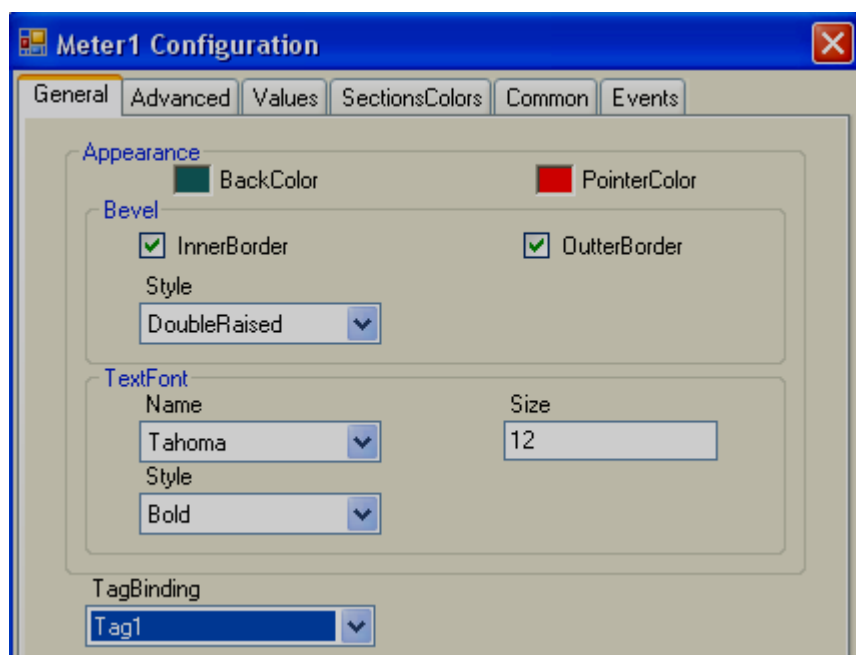 Meter1 Configuration
General Advanced Values SectionsColors Common Events
Appearance
BackColor PointerColor
Bevel
InnerBorder OutterBorder
Style
DoubleRaised
TextFont
Name Size
Tahoma 12
Style
Bold
TagBinding
Tag1